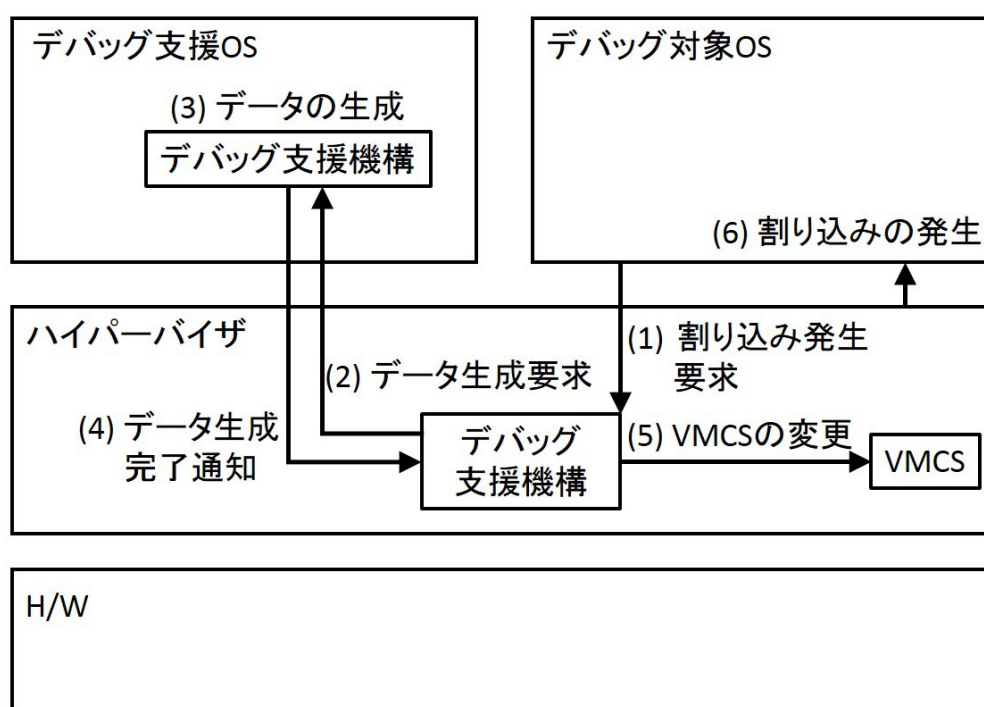 デバッグ支援OS
(3) データの生成
デバッグ支援機構
デバッグ対象OS
(6) 割り込みの発生
ハイパーバイザ
(1) 割り込み発生
要求
(2) データ生成要求
(4) データ生成
完了通知
デバッグ
支援機構
(5) VMCSの変更
VMCS
H/W